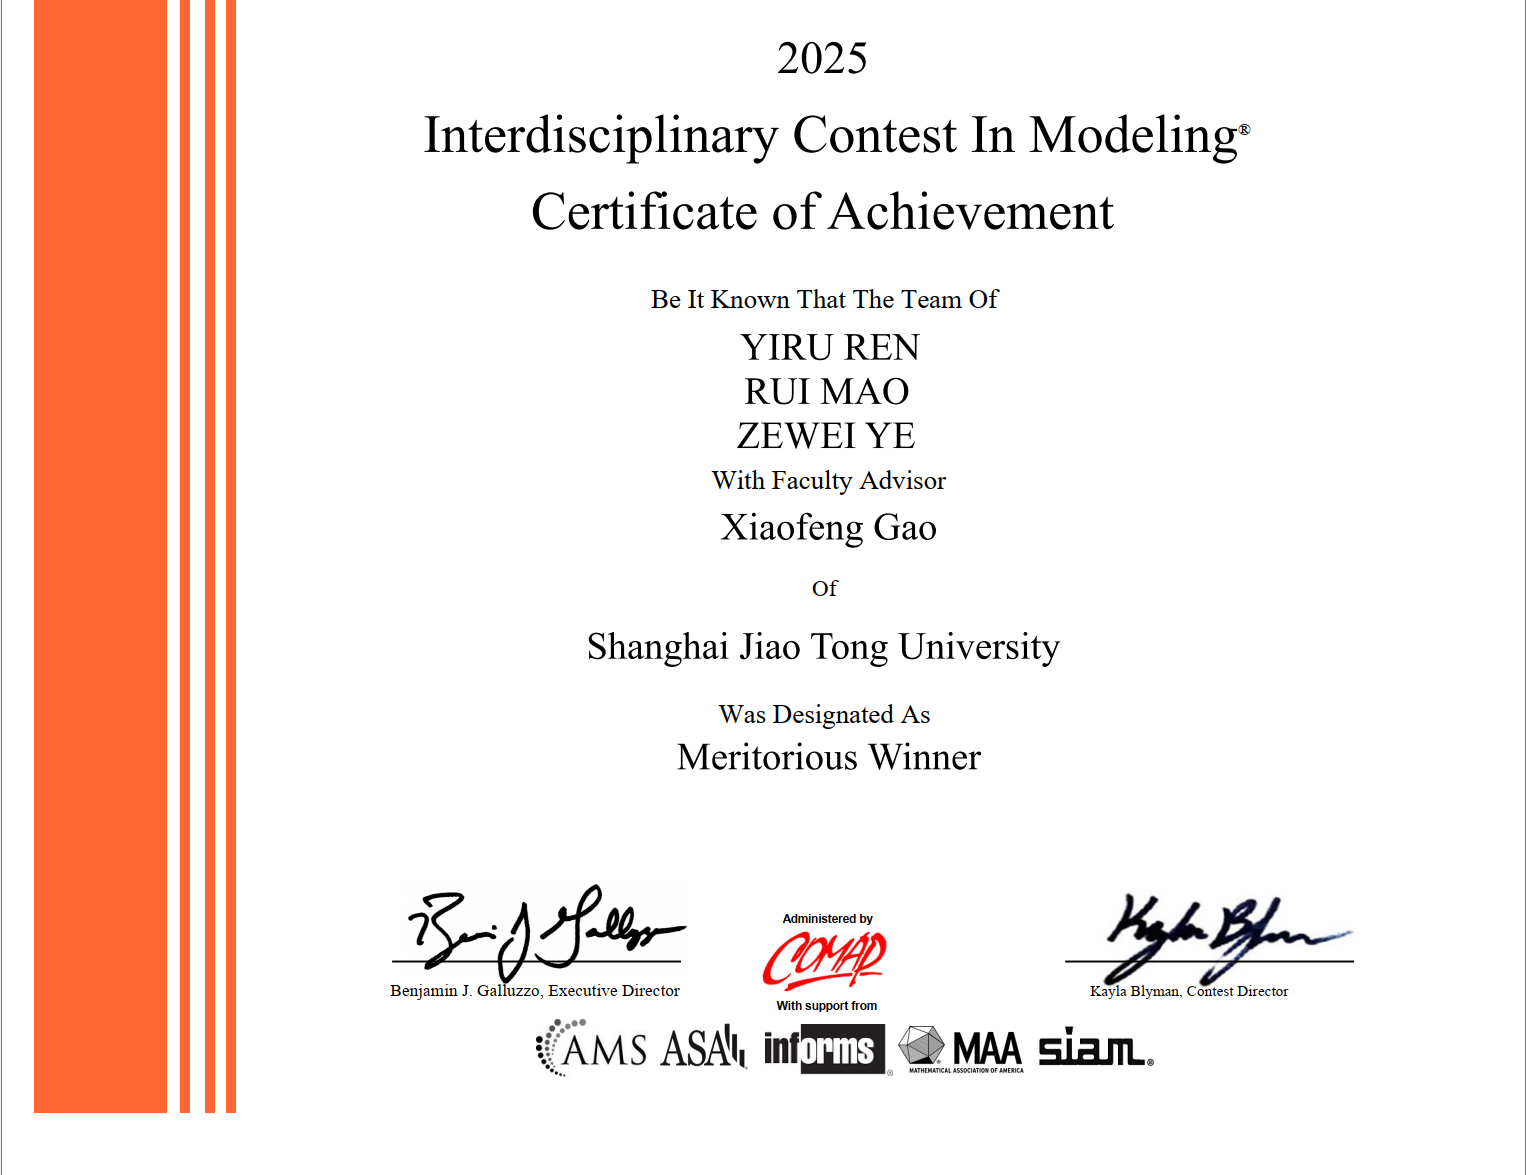 2025
Interdisciplinary Contest In Modeling®
Certificate of Achievement
Be It Known That The Team Of
YIRU REN
RUI MAO
ZEWEI YE
With Faculty Advisor
Xiaofeng Gao
Of
Shanghai Jiao Tong University
Was Designated As
Meritorious Winner
Benjamin J. Galluzzo, Executive Director
Administered by
COMAP
With support from
Kayla Blyman, Contest Director
AMS ASA informs® MAA siam®
MATHEMATICAL ASSOCIATION OF AMERICA